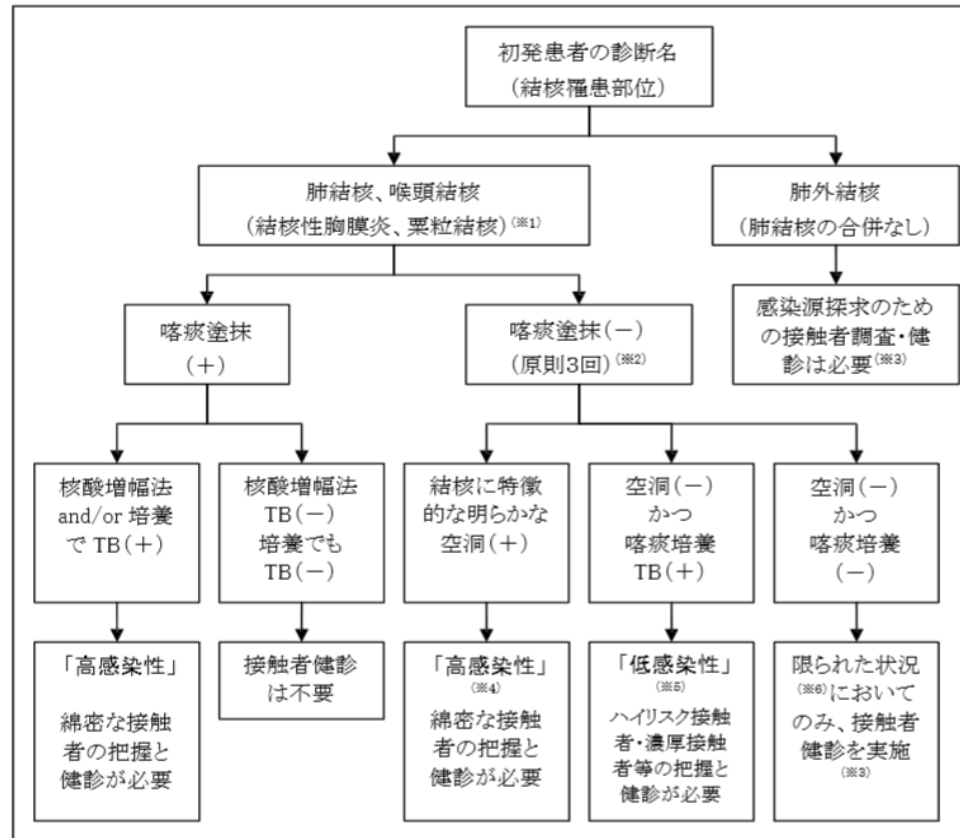 初発患者の診断名
(結核罹患部位)
肺結核、喉頭結核
(結核性胸膜炎、粟粒結核)(※1)
肺外結核
(肺結核の合併なし)
喀痰塗抹
(+)
喀痰塗抹(-)
(原則3回)(※2)
感染源探求のため
の接触者調査・健
診は必要(※3)
核酸増幅法
and/or 培養
で TB(+)
核酸増幅法
TB(-)
培養でも
TB(-)
結核に特徴
的な明らかな
空洞(+)
空洞(-)
かつ
喀痰培養
TB(+)
空洞(-)
かつ
喀痰培養
(-)
「高感染性」
綿密な接触
者の把握と
健診が必要
接触者健診
は不要
「高感染性」
(※4)
綿密な接触
者の把握と
健診が必要
「低感染性」
(※5)
ハイリスク接触
者・濃厚接触
者等の把握と
健診が必要
限られた状況
(※6)において
のみ、接触者
健診を実施
(※3)